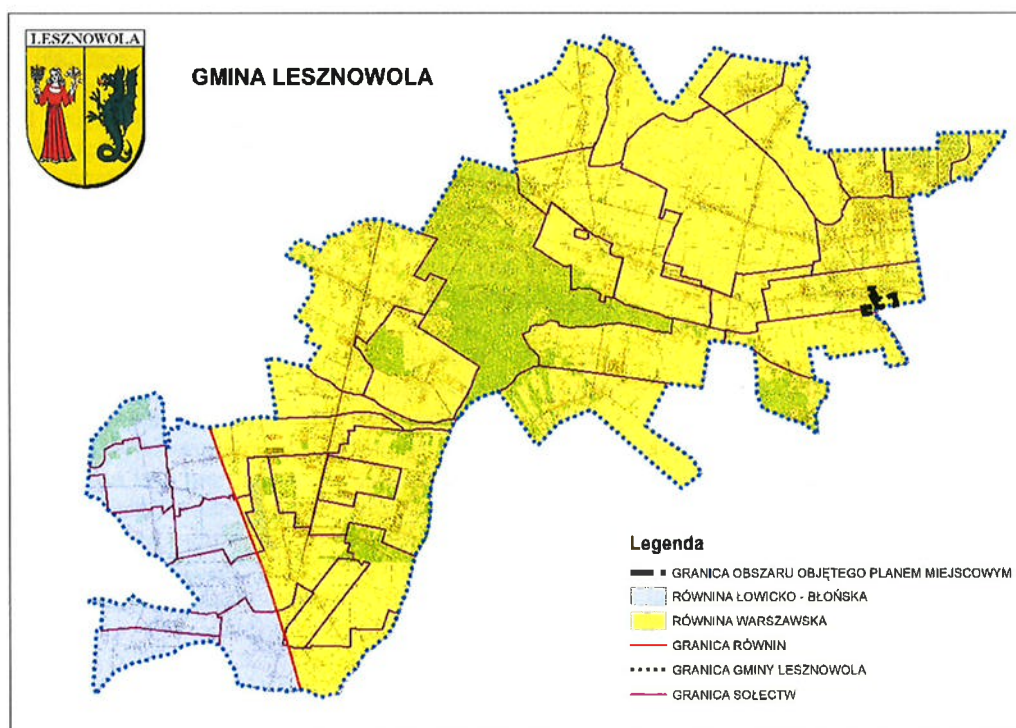 LESZNOWOLA
GMINA LESZNOWOLA
Legenda
GRANICA OBSZARU OBJĘTEGO PLANEM MIEJSCOWYM
RÓWNINA ŁOWICKO - BŁOŃSKA
RÓWNINA WARSZAWSKA
GRANICA RÓWNIN
GRANICA GMINY LESZNOWOLA
GRANICA SOŁECTW